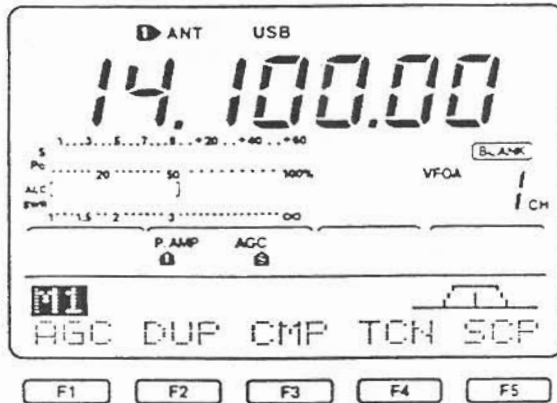 1 ANT USB
14.100.00
S 1...3...5...7...9...+20...+40...+60
Po 20 50 100%
BLANK
VFOA
1 CH
ALC
SWR 1 1.5 2 3 ∞
P.AMP AGC
1
M1
AGC DUP CMP TCN SCP
F1 F2 F3 F4 F5